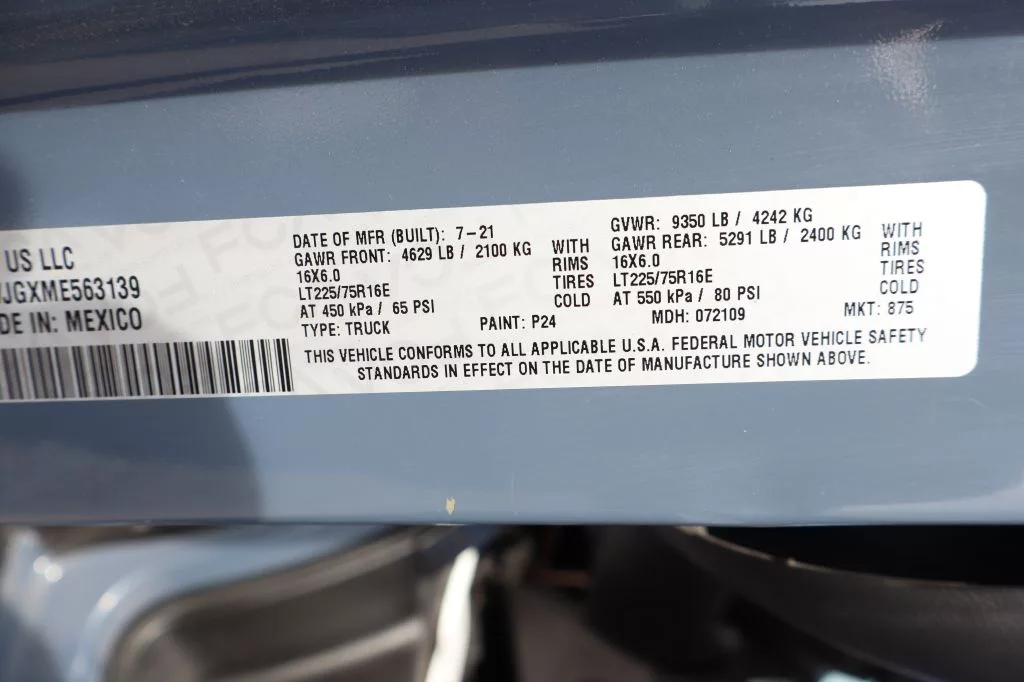 US LLC
JGXME563139
DE IN: MEXICO
DATE OF MFR (BUILT): 7-21
GAWR FRONT: 4629 LB / 2100 KG WITH
16X6.0 RIMS
LT225/75R16E TIRES
AT 450 kPa / 65 PSI COLD
TYPE: TRUCK PAINT: P24
GVWR: 9350 LB / 4242 KG
GAWR REAR: 5291 LB / 2400 KG WITH
16X6.0 RIMS
LT225/75R16E TIRES
AT 550 kPa / 80 PSI COLD
MDH: 072109 MKT: 875
THIS VEHICLE CONFORMS TO ALL APPLICABLE U.S.A. FEDERAL MOTOR VEHICLE SAFETY
STANDARDS IN EFFECT ON THE DATE OF MANUFACTURE SHOWN ABOVE.